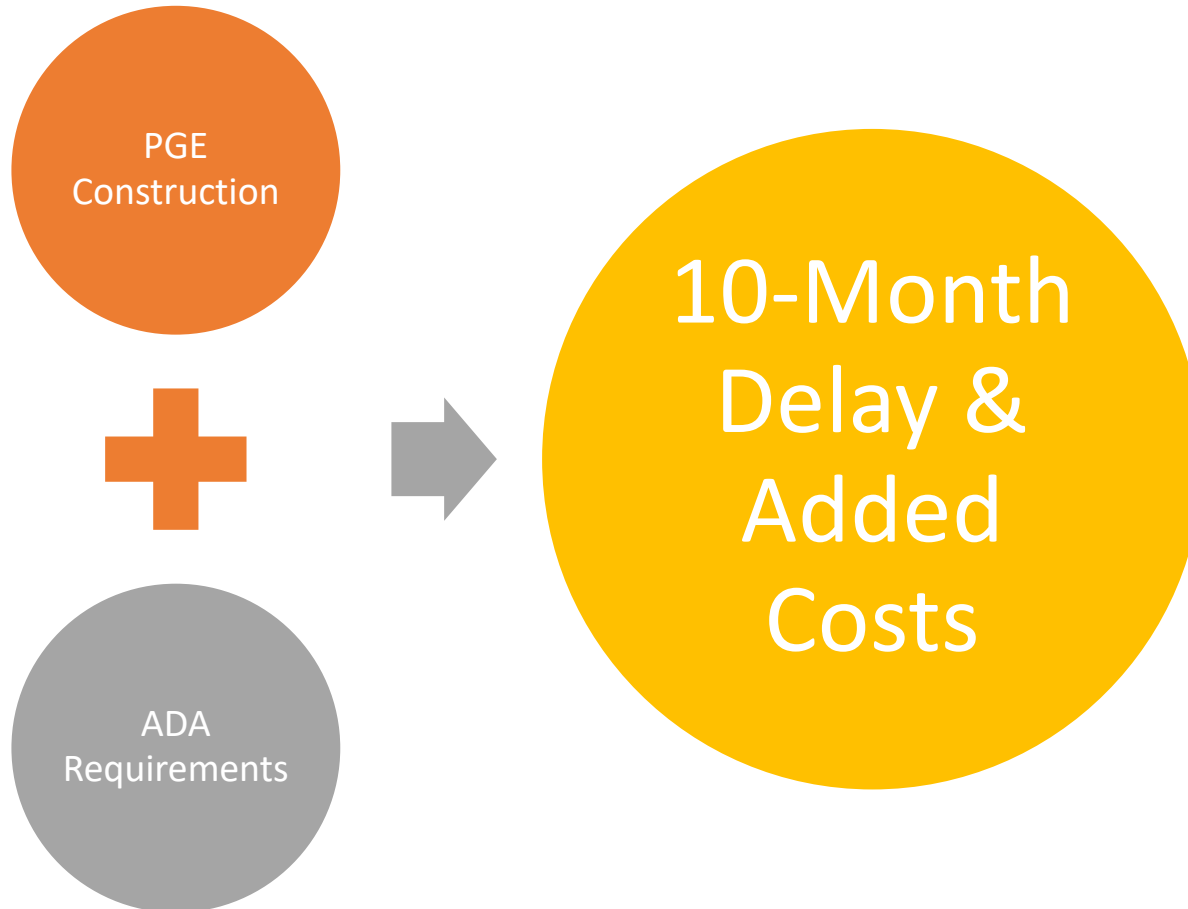 PGE
Construction
ADA
Requirements
10-Month
Delay &
Added
Costs